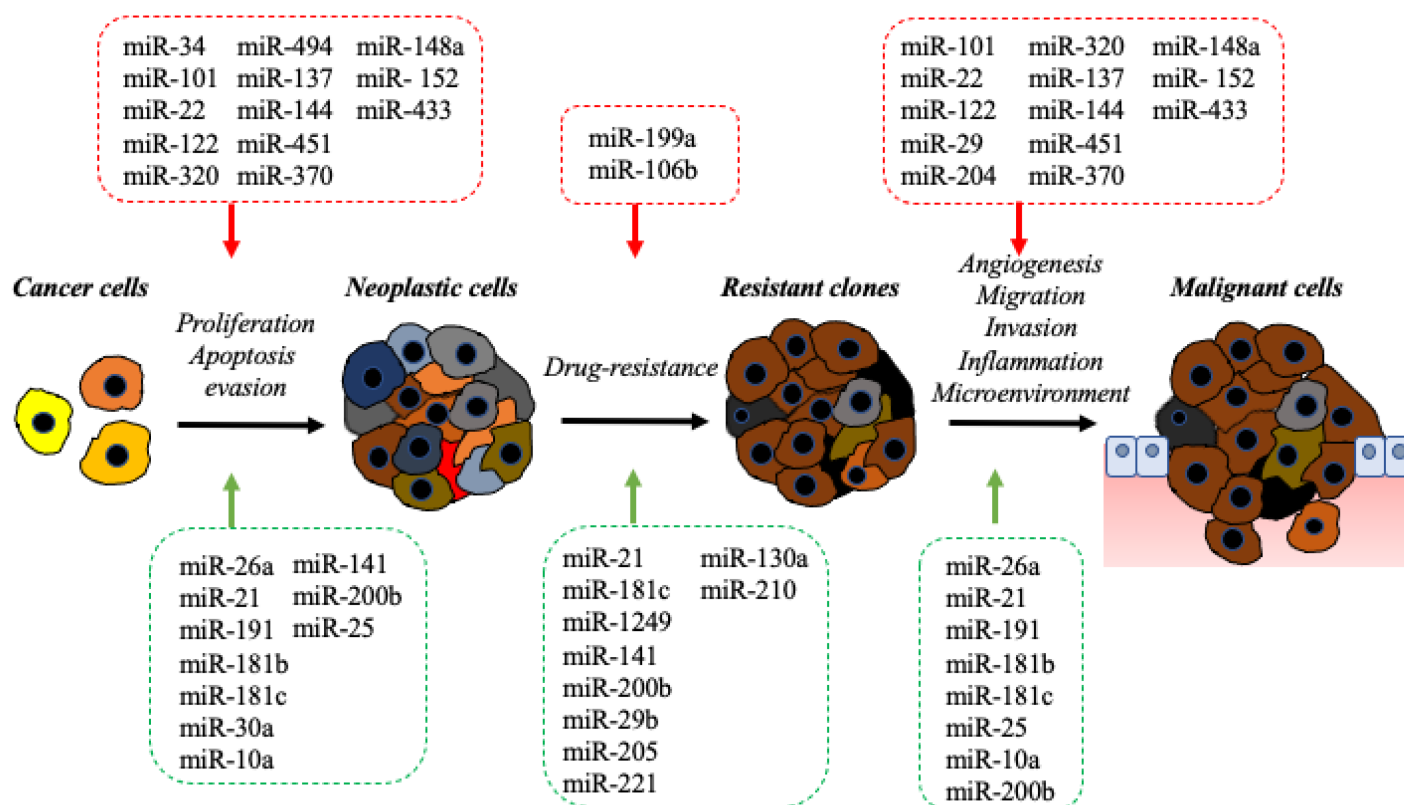 miR-34 miR-494 miR-148a
miR-101 miR-137 miR- 152
miR-22 miR-144 miR-433
miR-122 miR-451
miR-320 miR-370
miR-199a
miR-106b
miR-101 miR-320 miR-148a
miR-22 miR-137 miR- 152
miR-122 miR-144 miR-433
miR-29 miR-451
miR-204 miR-370
Cancer cells
Proliferation
Apoptosis
evasion
Neoplastic cells
Drug-resistance
Resistant clones
Angiogenesis
Migration
Invasion
Inflammation
Microenvironment
Malignant cells
miR-26a miR-141
miR-21 miR-200b
miR-191 miR-25
miR-181b
miR-181c
miR-30a
miR-10a
miR-21 miR-130a
miR-181c miR-210
miR-1249
miR-141
miR-200b
miR-29b
miR-205
miR-221
miR-26a
miR-21
miR-191
miR-181b
miR-181c
miR-25
miR-10a
miR-200b